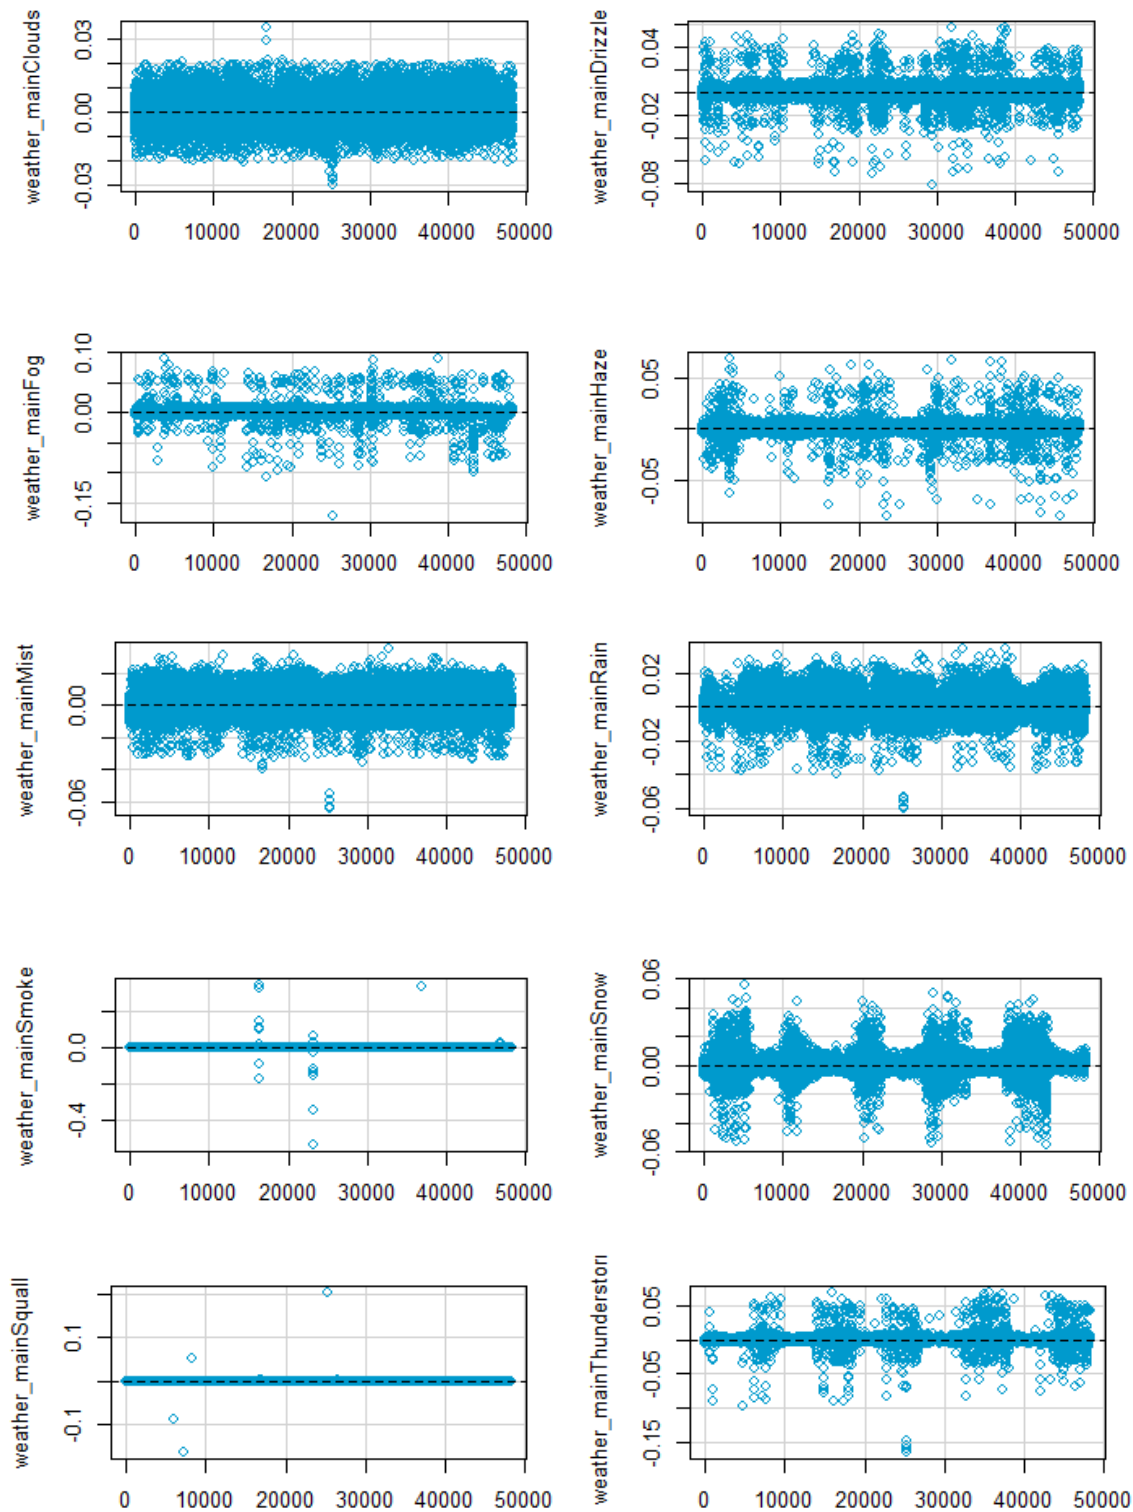 weather_mainClouds
0.03
0.00
-0.03
0 10000 20000 30000 40000 50000
weather_mainDrizzle
0.04
-0.02
-0.08
0 10000 20000 30000 40000 50000
weather_mainFog
0.10
0.00
-0.15
0 10000 20000 30000 40000 50000
weather_mainHaze
0.05
-0.05
0 10000 20000 30000 40000 50000
weather_mainMist
0.00
-0.06
0 10000 20000 30000 40000 50000
weather_mainRain
0.02
-0.02
-0.06
0 10000 20000 30000 40000 50000
weather_mainSmoke
0.0
-0.4
0 10000 20000 30000 40000 50000
weather_mainSnow
0.06
0.00
-0.06
0 10000 20000 30000 40000 50000
weather_mainSquall
0.1
-0.1
0 10000 20000 30000 40000 50000
weather_mainThunderstor
0.05
-0.05
-0.15
0 10000 20000 30000 40000 50000